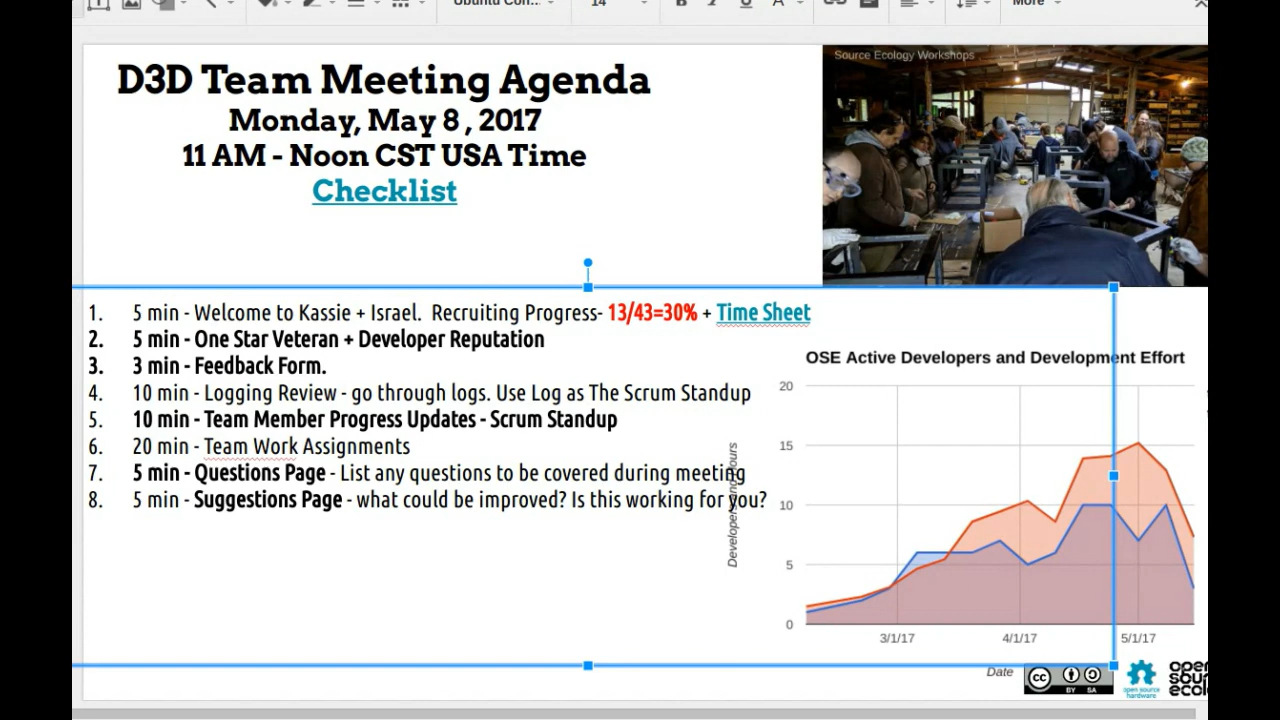 Ubuntu Con...
14
More
Source Ecology Workshops
D3D Team Meeting Agenda
Monday, May 8 , 2017
11 AM - Noon CST USA Time
Checklist
1. 5 min - Welcome to Kassie + Israel. Recruiting Progress- 13/43=30% + Time Sheet
2. 5 min - One Star Veteran + Developer Reputation
3. 3 min - Feedback Form.
4. 10 min - Logging Review - go through logs. Use Log as The Scrum Standup
5. 10 min - Team Member Progress Updates - Scrum Standup
6. 20 min - Team Work Assignments
7. 5 min - Questions Page - List any questions to be covered during meeting
8. 5 min - Suggestions Page - what could be improved? Is this working for you?
OSE Active Developers and Development Effort
Developers and Hours
20
15
10
5
0
3/1/17
4/1/17
5/1/17
Date
cc
BY SA
open source
hardware